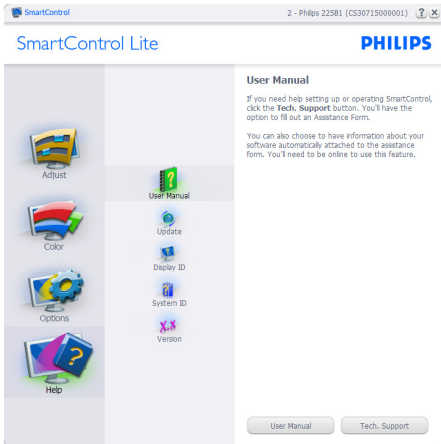 SmartControl
2 - Philips 225B1 (CS30715000001)
? X
SmartControl Lite
PHILIPS
Adjust
Color
Options
Help
User Manual
Update
Display ID
System ID
X.X
Version
User Manual
If you need help setting up or operating SmartControl,
click the Tech. Support button. You'll have the
option to fill out an Assistance Form.
You can also choose to have information about your
software automatically attached to the assistance
form. You'll need to be online to use this feature.
User Manual
Tech. Support